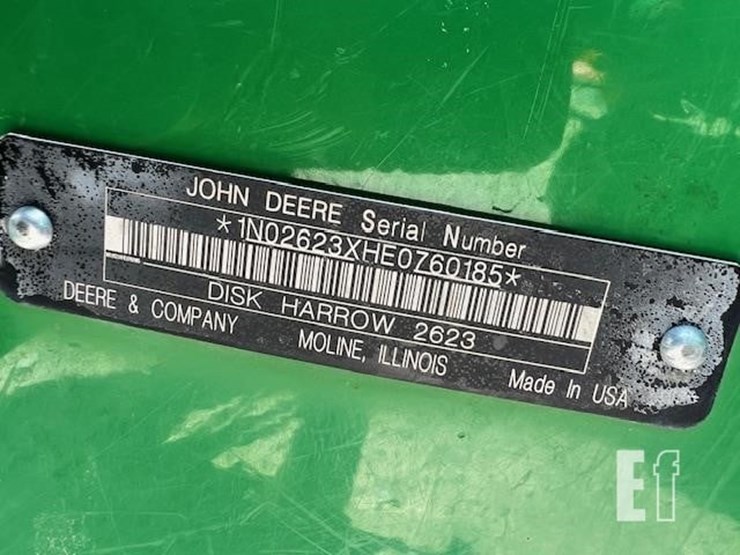 JOHN DEERE Serial Number
*1N02623XHE0760185*
DISK HARROW 2623
DEERE & COMPANY MOLINE, ILLINOIS Made In USA
Ef